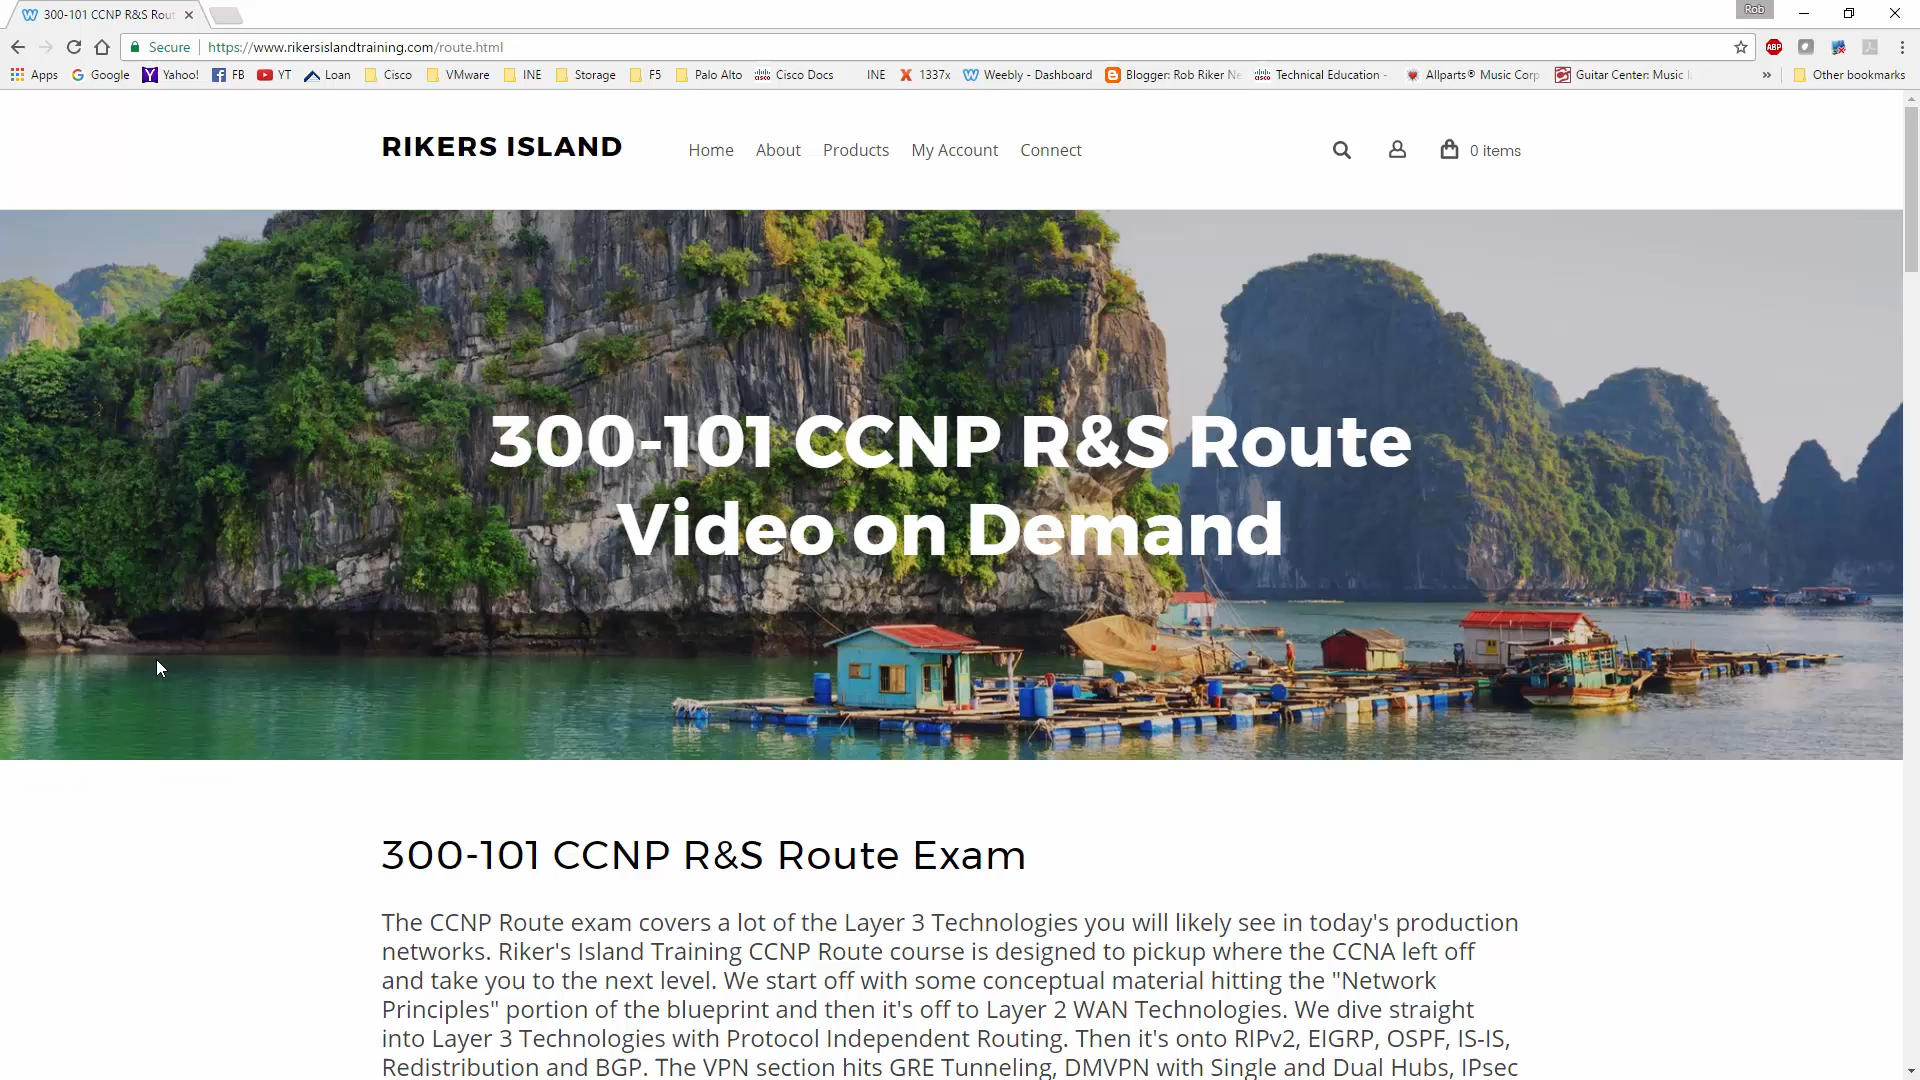 300-101 CCNP R&S Rout
Rob
Secure
https://www.rikersislandtraining.com/route.html
Apps Google Yahoo! FB YT Loan Cisco VMware INE Storage F5 Palo Alto Cisco Docs INE 1337x Weebly - Dashboard Blogger: Rob Riker Ne Technical Education - Allparts® Music Corp Guitar Center: Music » Other bookmarks
RIKERS ISLAND
Home About Products My Account Connect
0 items
300-101 CCNP R&S Route
Video on Demand
300-101 CCNP R&S Route Exam
The CCNP Route exam covers a lot of the Layer 3 Technologies you will likely see in today's production
networks. Riker's Island Training CCNP Route course is designed to pickup where the CCNA left off
and take you to the next level. We start off with some conceptual material hitting the "Network
Principles" portion of the blueprint and then it's off to Layer 2 WAN Technologies. We dive straight
into Layer 3 Technologies with Protocol Independent Routing. Then it's onto RIPv2, EIGRP, OSPF, IS-IS,
Redistribution and BGP. The VPN section hits GRE Tunneling, DMVPN with Single and Dual Hubs, IPsec